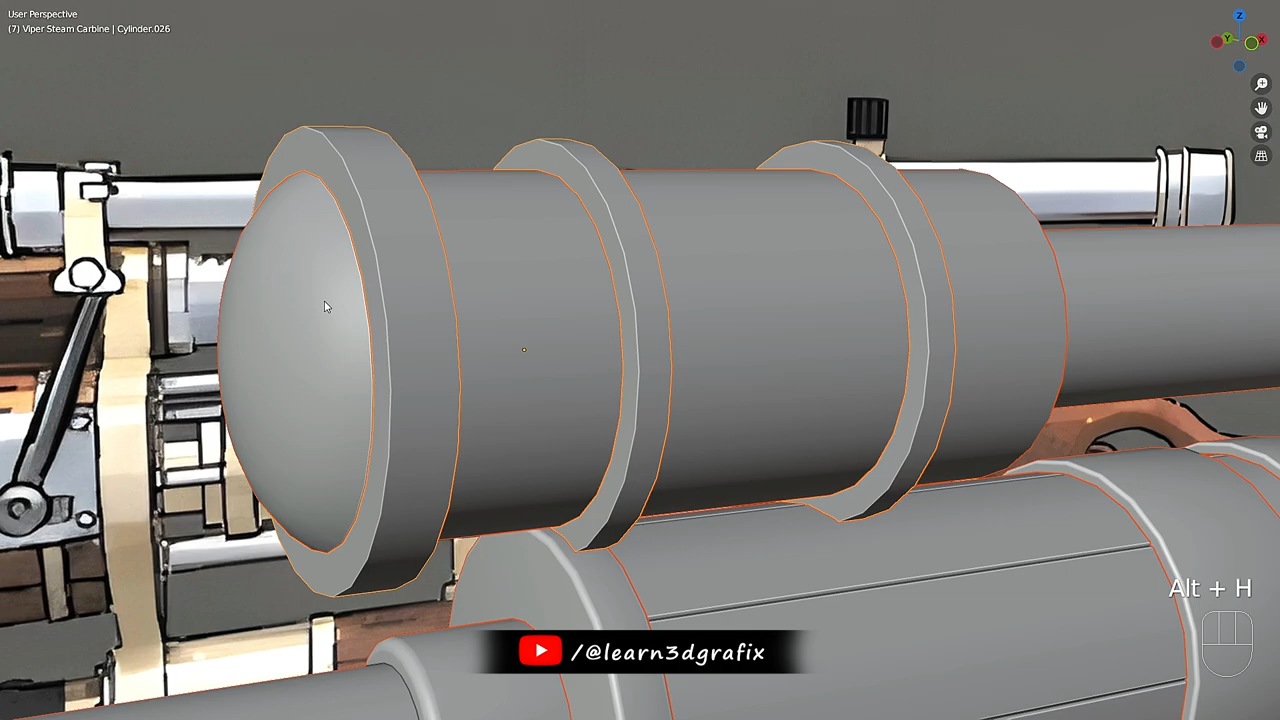 User Perspective
(7) Viper Steam Carbine | Cylinder.026
Z
Y
X
Alt + H
/@learn3dgrafix